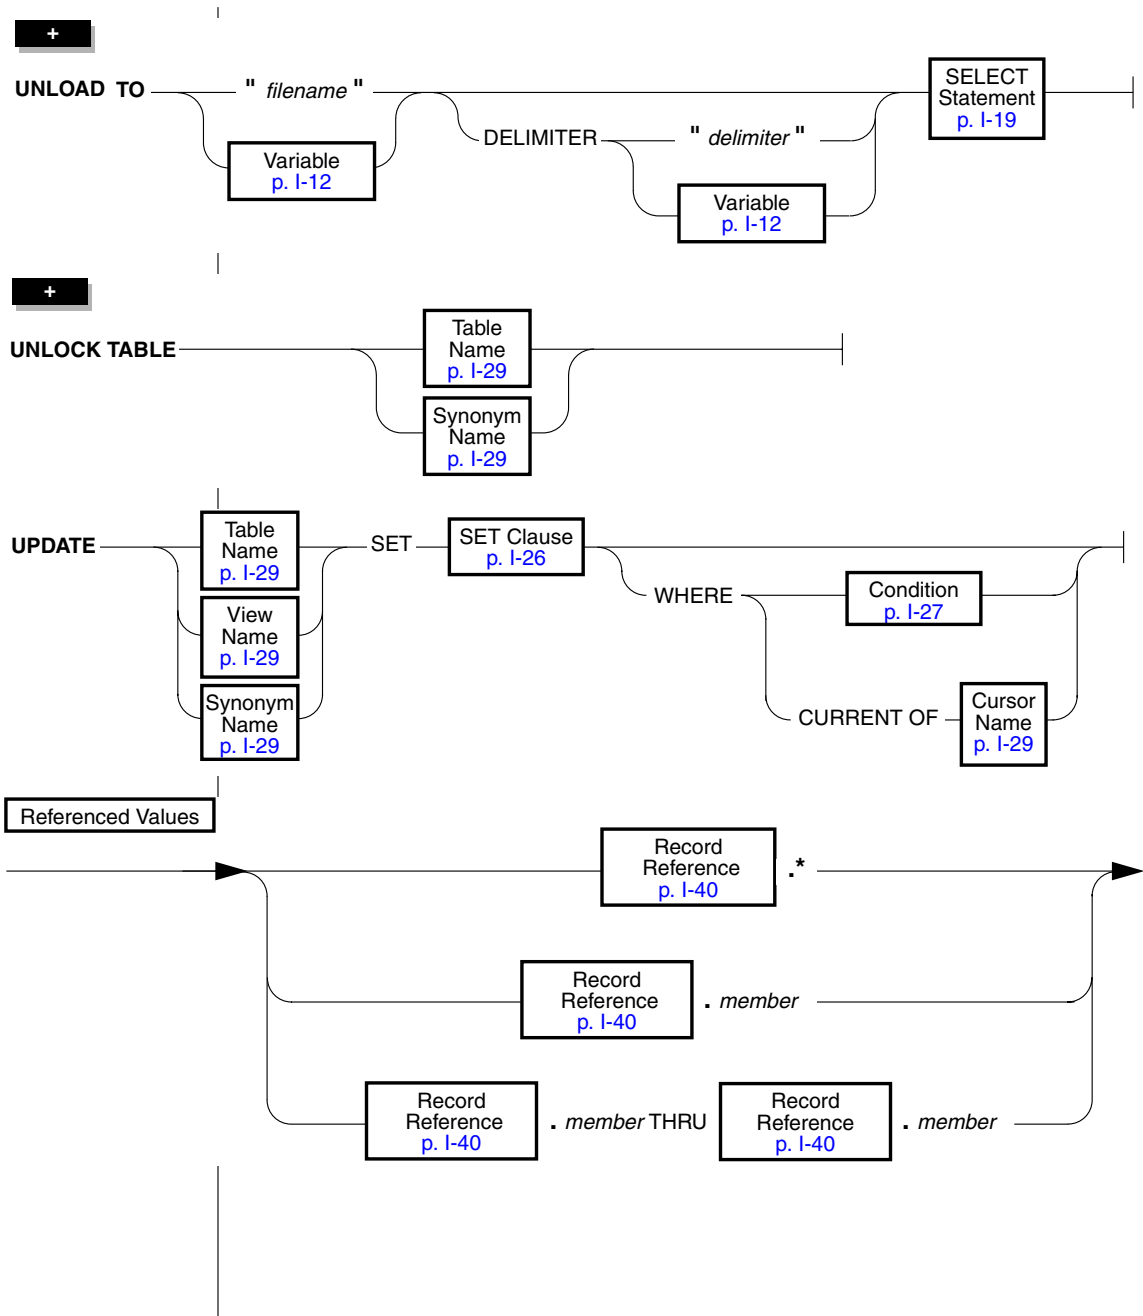 +
UNLOAD TO " filename " SELECT
Statement
p. I-19
DELIMITER " delimiter "
Variable
p. I-12
Variable
p. I-12
+
UNLOCK TABLE
Table
Name
p. I-29
Synonym
Name
p. I-29
UPDATE
Table
Name
p. I-29
View
Name
p. I-29
Synonym
Name
p. I-29
SET
SET Clause
p. I-26
WHERE
Condition
p. I-27
CURRENT OF
Cursor
Name
p. I-29
Referenced Values
Record
Reference
p. I-40
.*
Record
Reference
p. I-40
. member
Record
Reference
p. I-40
. member THRU
Record
Reference
p. I-40
. member